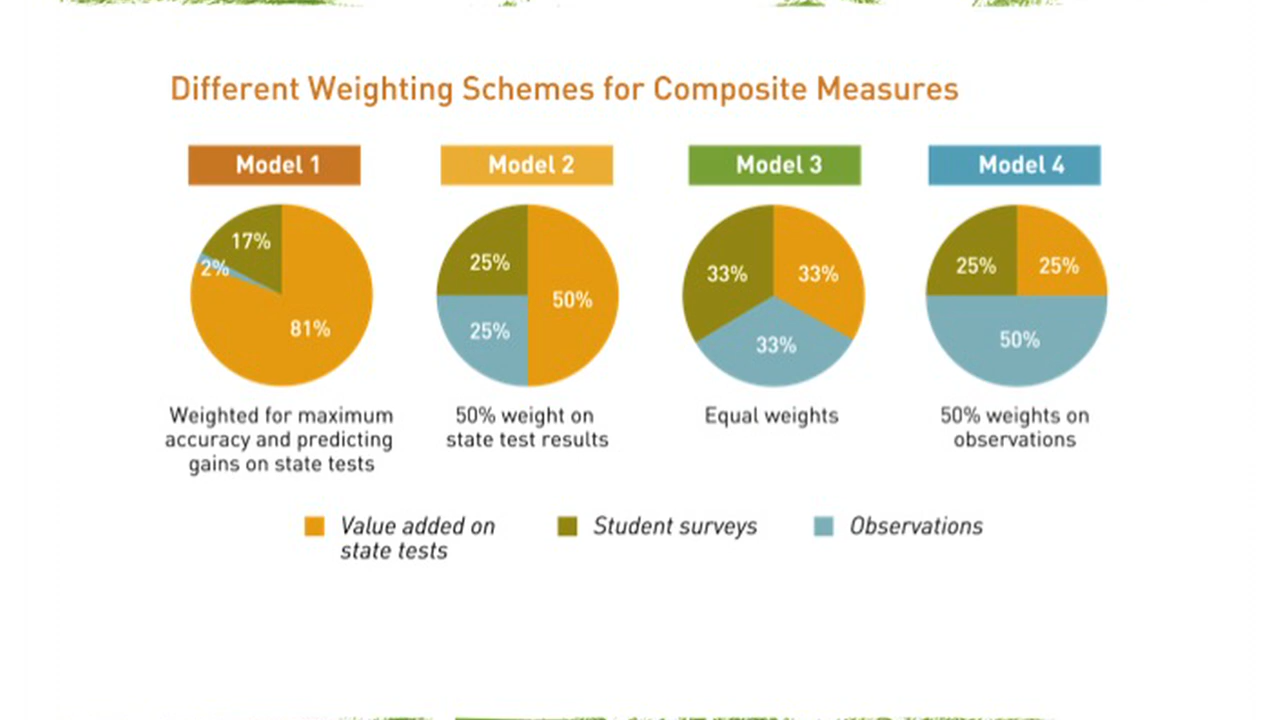 Different Weighting Schemes for Composite Measures
Model 1
Model 2
Model 3
Model 4
17%
2%
81%
25%
50%
25%
33%
33%
33%
25%
25%
50%
Weighted for maximum
accuracy and predicting
gains on state tests
50% weight on
state test results
Equal weights
50% weights on
observations
Value added on
state tests
Student surveys
Observations